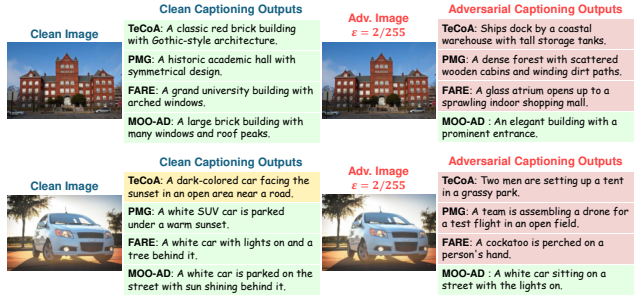 Clean Captioning Outputs
Clean Image
TeCoA: A classic red brick building
with Gothic-style architecture.
PMG: A historic academic hall with
symmetrical design.
FARE: A grand university building with
arched windows.
MOO-AD: A large brick building with
many windows and roof peaks.
Adversarial Captioning Outputs
Adv. Image
ε = 2/255
TeCoA: Ships dock by a coastal
warehouse with tall storage tanks.
PMG: A dense forest with scattered
wooden cabins and winding dirt paths.
FARE: A glass atrium opens up to a
sprawling indoor shopping mall.
MOO-AD : An elegant building with a
prominent entrance.
Clean Captioning Outputs
Clean Image
TeCoA: A dark-colored car facing the
sunset in an open area near a road.
PMG: A white SUV car is parked
under a warm sunset.
FARE: A white car with lights on and a
tree behind it.
MOO-AD: A white car is parked on the
street with sun shining behind it.
Adversarial Captioning Outputs
Adv. Image
ε = 2/255
TeCoA: Two men are setting up a tent
in a grassy park.
PMG: A team is assembling a drone for
a test flight in an open field.
FARE: A cockatoo is perched on a
person's hand.
MOO-AD : A white car sitting on a
street with the lights on.